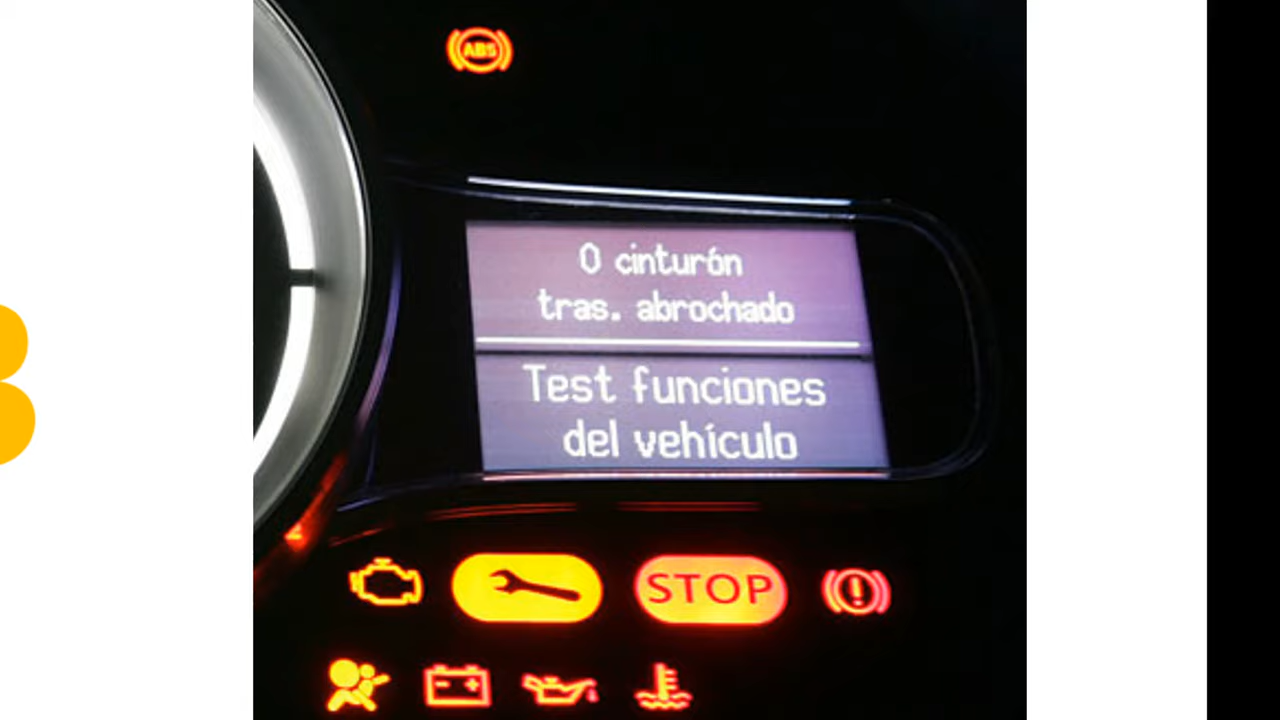 ABS
0 cinturón
tras. abrochado
Test funciones
del vehículo
STOP